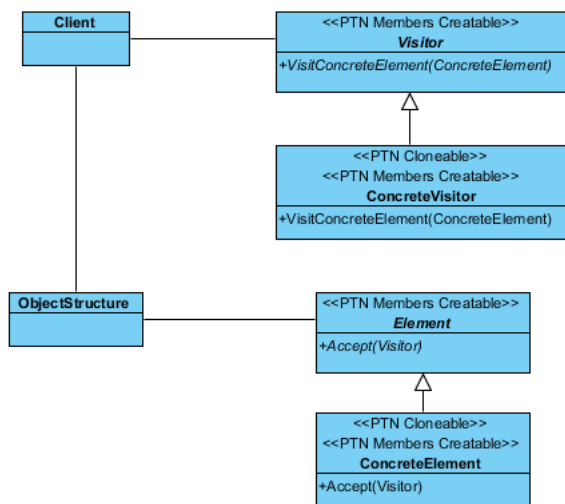 Client
<<PTN Members Creatable>>
Visitor
+VisitConcreteElement(ConcreteElement)
<<PTN Cloneable>>
<<PTN Members Creatable>>
ConcreteVisitor
+VisitConcreteElement(ConcreteElement)
ObjectStructure
<<PTN Members Creatable>>
Element
+Accept(Visitor)
<<PTN Cloneable>>
<<PTN Members Creatable>>
ConcreteElement
+Accept(Visitor)